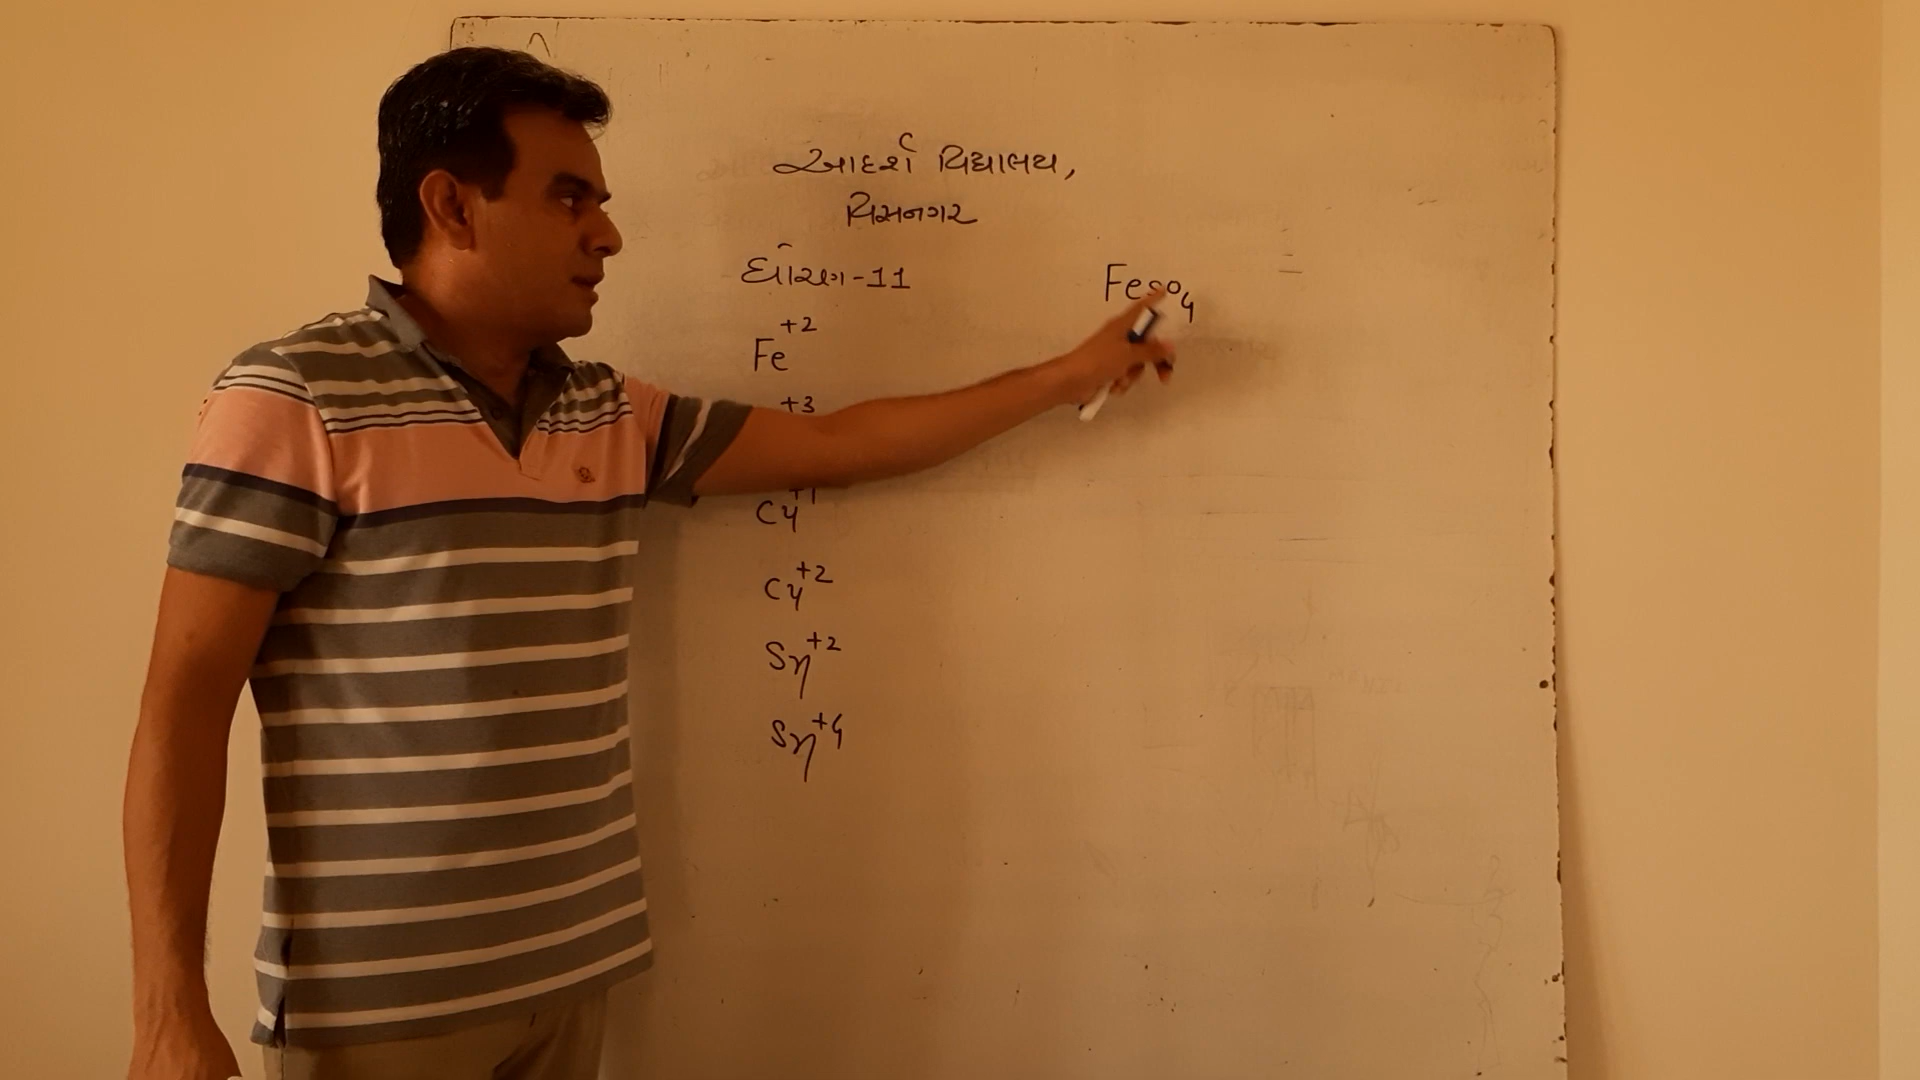 આદર્શ વિદ્યાલય,
વિસનગર
ધોરણ-11
Feso4
+2
Fe
+3
Cu+1
Cu+2
Sn+2
Sn+4